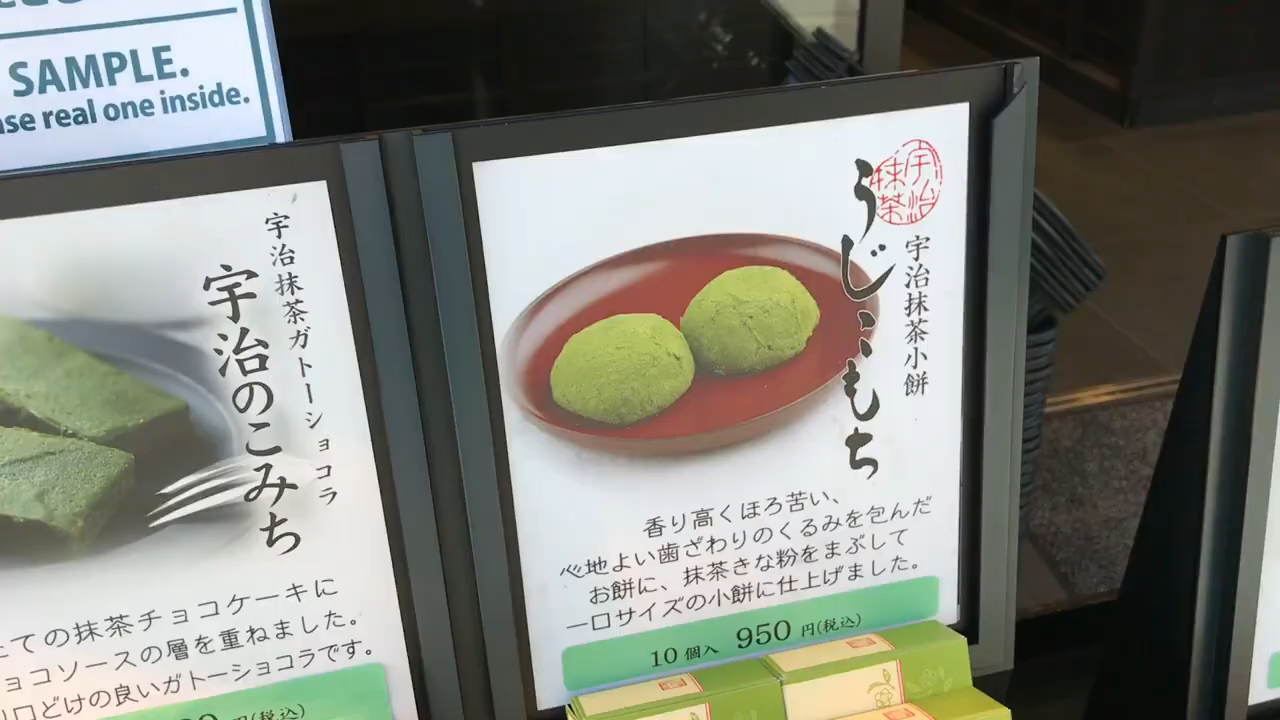 SAMPLE.
real one inside.
宇治抹茶ガトーショコラ
宇治のこみち
ての抹茶チョコケーキに
ョコソースの層を重ねました。
口どけの良いガトーショコラです。
円(税込)
宇治
抹茶
うじこもち
宇治抹茶小餅
香り高くほろ苦い、
心地よい歯ざわりのくるみを包んだ
お餅に、抹茶きな粉をまぶして
一口サイズの小餅に仕上げました。
10個入 950円(税込)